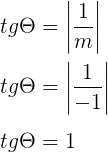 tgΘ = |1/m|
tgΘ = |1/-1|
tgΘ = 1